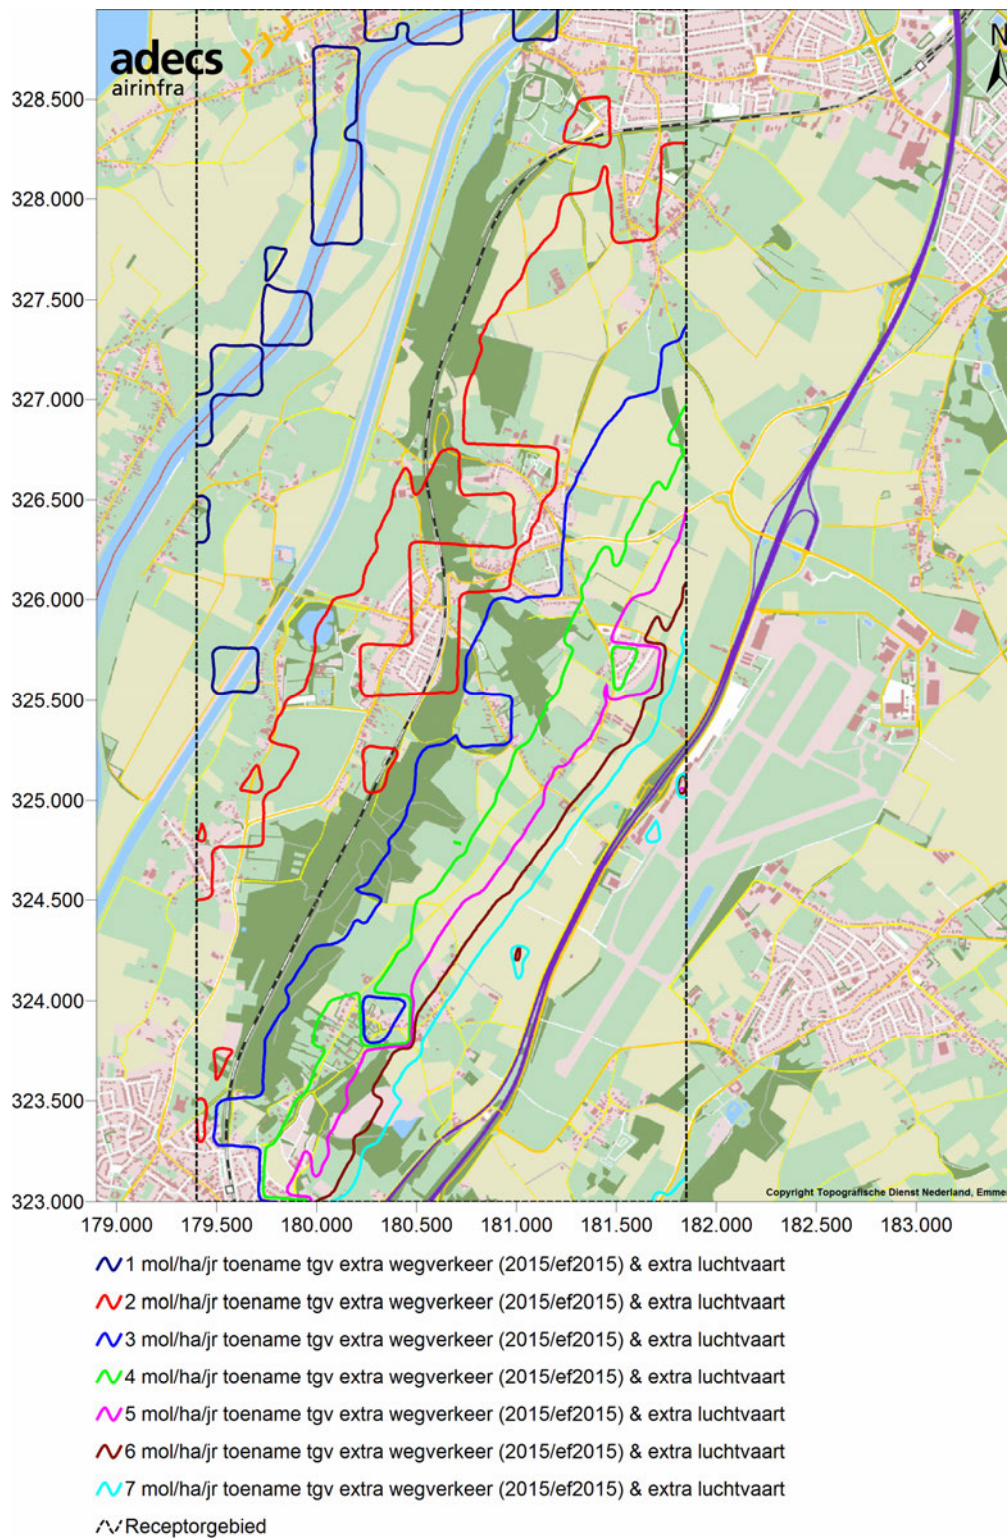 adecs
airinfra
N
328.500
328.000
327.500
327.000
326.500
326.000
325.500
325.000
324.500
324.000
323.500
323.000
Copyright Topografische Dienst Nederland, Emme
179.000 179.500 180.000 180.500 181.000 181.500 182.000 182.500 183.000
1 mol/ha/jr toename tgv extra wegverkeer (2015/ef2015) & extra luchtvaart
2 mol/ha/jr toename tgv extra wegverkeer (2015/ef2015) & extra luchtvaart
3 mol/ha/jr toename tgv extra wegverkeer (2015/ef2015) & extra luchtvaart
4 mol/ha/jr toename tgv extra wegverkeer (2015/ef2015) & extra luchtvaart
5 mol/ha/jr toename tgv extra wegverkeer (2015/ef2015) & extra luchtvaart
6 mol/ha/jr toename tgv extra wegverkeer (2015/ef2015) & extra luchtvaart
7 mol/ha/jr toename tgv extra wegverkeer (2015/ef2015) & extra luchtvaart
Receptorgebied